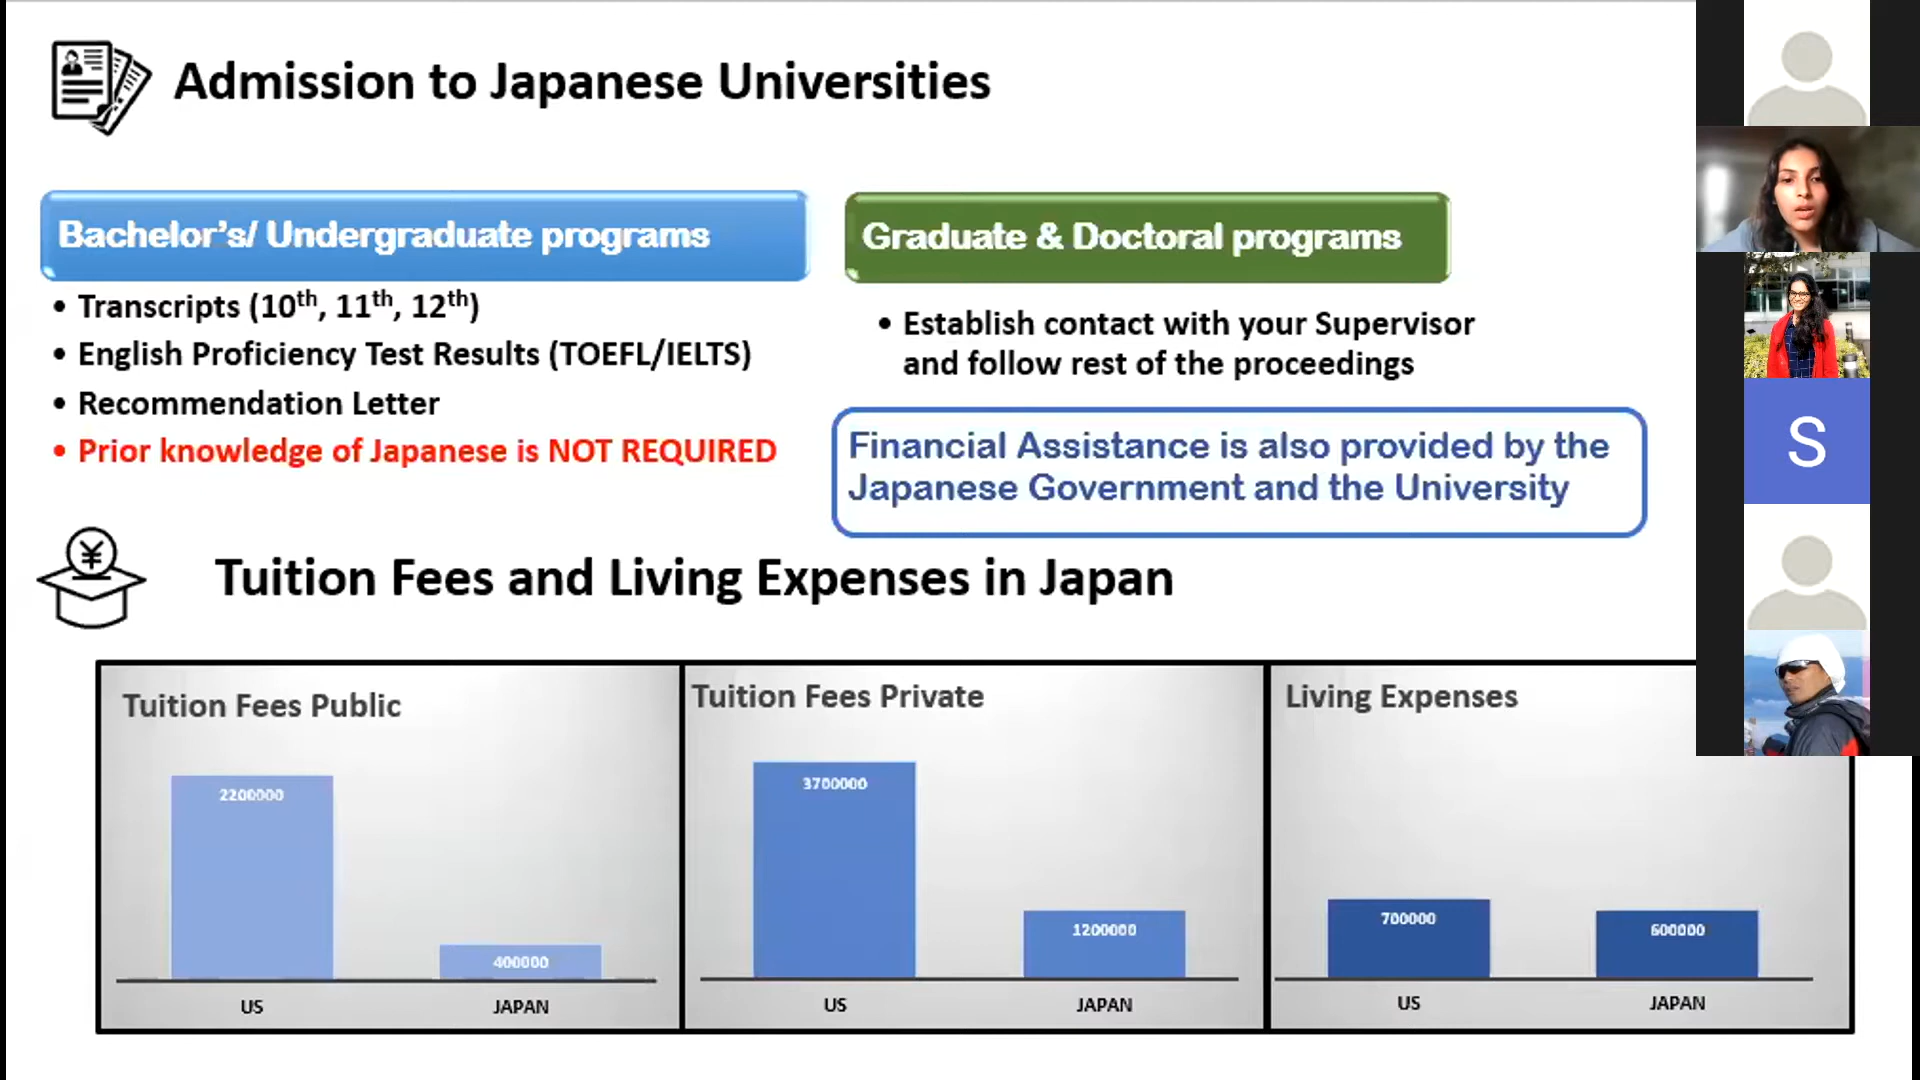 Admission to Japanese Universities
Bachelor's/ Undergraduate programs
• Transcripts (10th, 11th, 12th)
• English Proficiency Test Results (TOEFL/IELTS)
• Recommendation Letter
• Prior knowledge of Japanese is NOT REQUIRED
Graduate & Doctoral programs
• Establish contact with your Supervisor
and follow rest of the proceedings
Financial Assistance is also provided by the
Japanese Government and the University
¥
Tuition Fees and Living Expenses in Japan
Tuition Fees Public
2200000
400000
US
JAPAN
Tuition Fees Private
3700000
1200000
US
JAPAN
Living Expenses
700000
600000
US
JAPAN
S